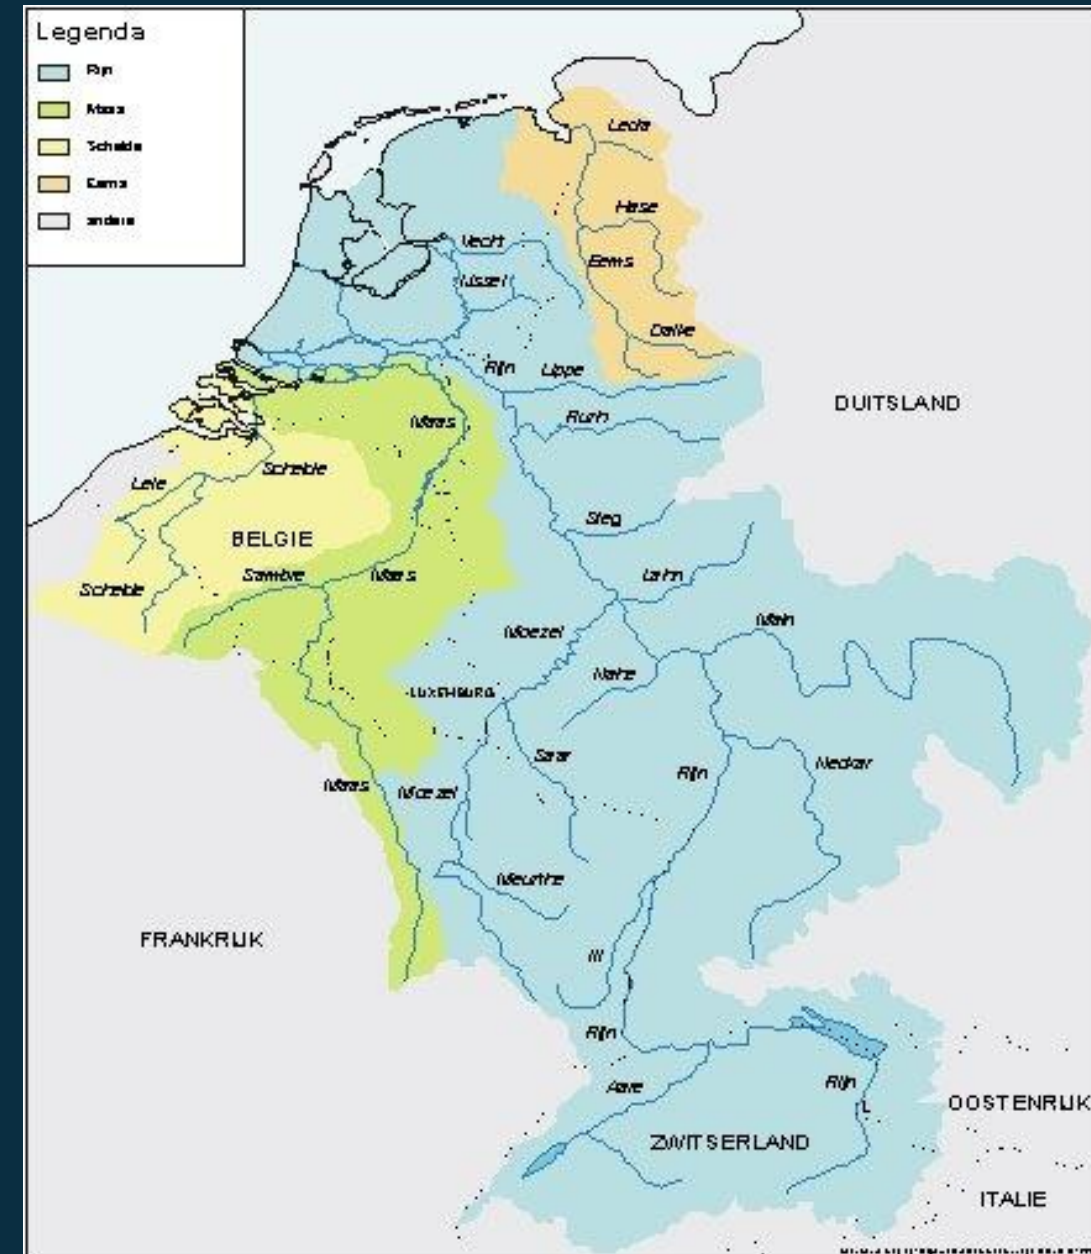 Legenda
Rijn
Maas
Schelde
Eems
andere
Lecht
Hase
Vecht
Eems
IJssel
Dalke
Rijn
Lippe
DUITSLAND
Maas
Ruhr
Schelde
Leie
Sieg
BELGIE
Sambre
Maas
Lahn
Schelde
Main
Moezel
Nahe
LUXEMBURG
Saar
Rijn
Neckar
Maas
Moezel
Meurthe
FRANKRIJK
Ill
Rijn
Aare
Rijn
L
OOSTENRIJK
ZWITSERLAND
ITALIE